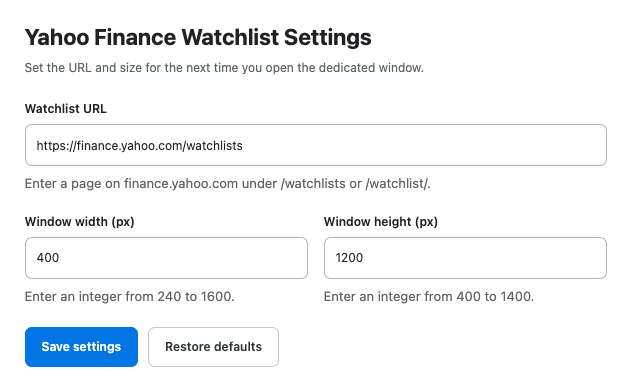 Yahoo Finance Watchlist Settings
Set the URL and size for the next time you open the dedicated window.
Watchlist URL
https://finance.yahoo.com/watchlists
Enter a page on finance.yahoo.com under /watchlists or /watchlist/.
Window width (px)
Window height (px)
400
1200
Enter an integer from 240 to 1600.
Enter an integer from 400 to 1400.
Save settings
Restore defaults